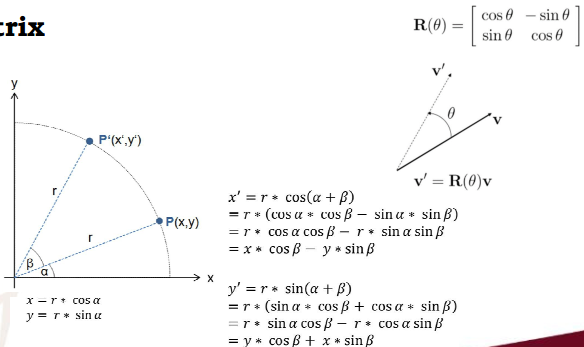 trix
R(θ) = [ cos θ − sin θ
sin θ cos θ ]
y
P'(x',y')
r
P(x,y)
r
β
α
x
x = r * cos α
y = r * sin α
v'
θ
v
v' = R(θ)v
x' = r * cos(α + β)
= r * (cos α * cos β − sin α * sin β)
= r * cos α cos β − r * sin α sin β
= x * cos β − y * sin β
y' = r * sin(α + β)
= r * (sin α * cos β + cos α * sin β)
= r * sin α cos β − r * cos α sin β
= y * cos β + x * sin β